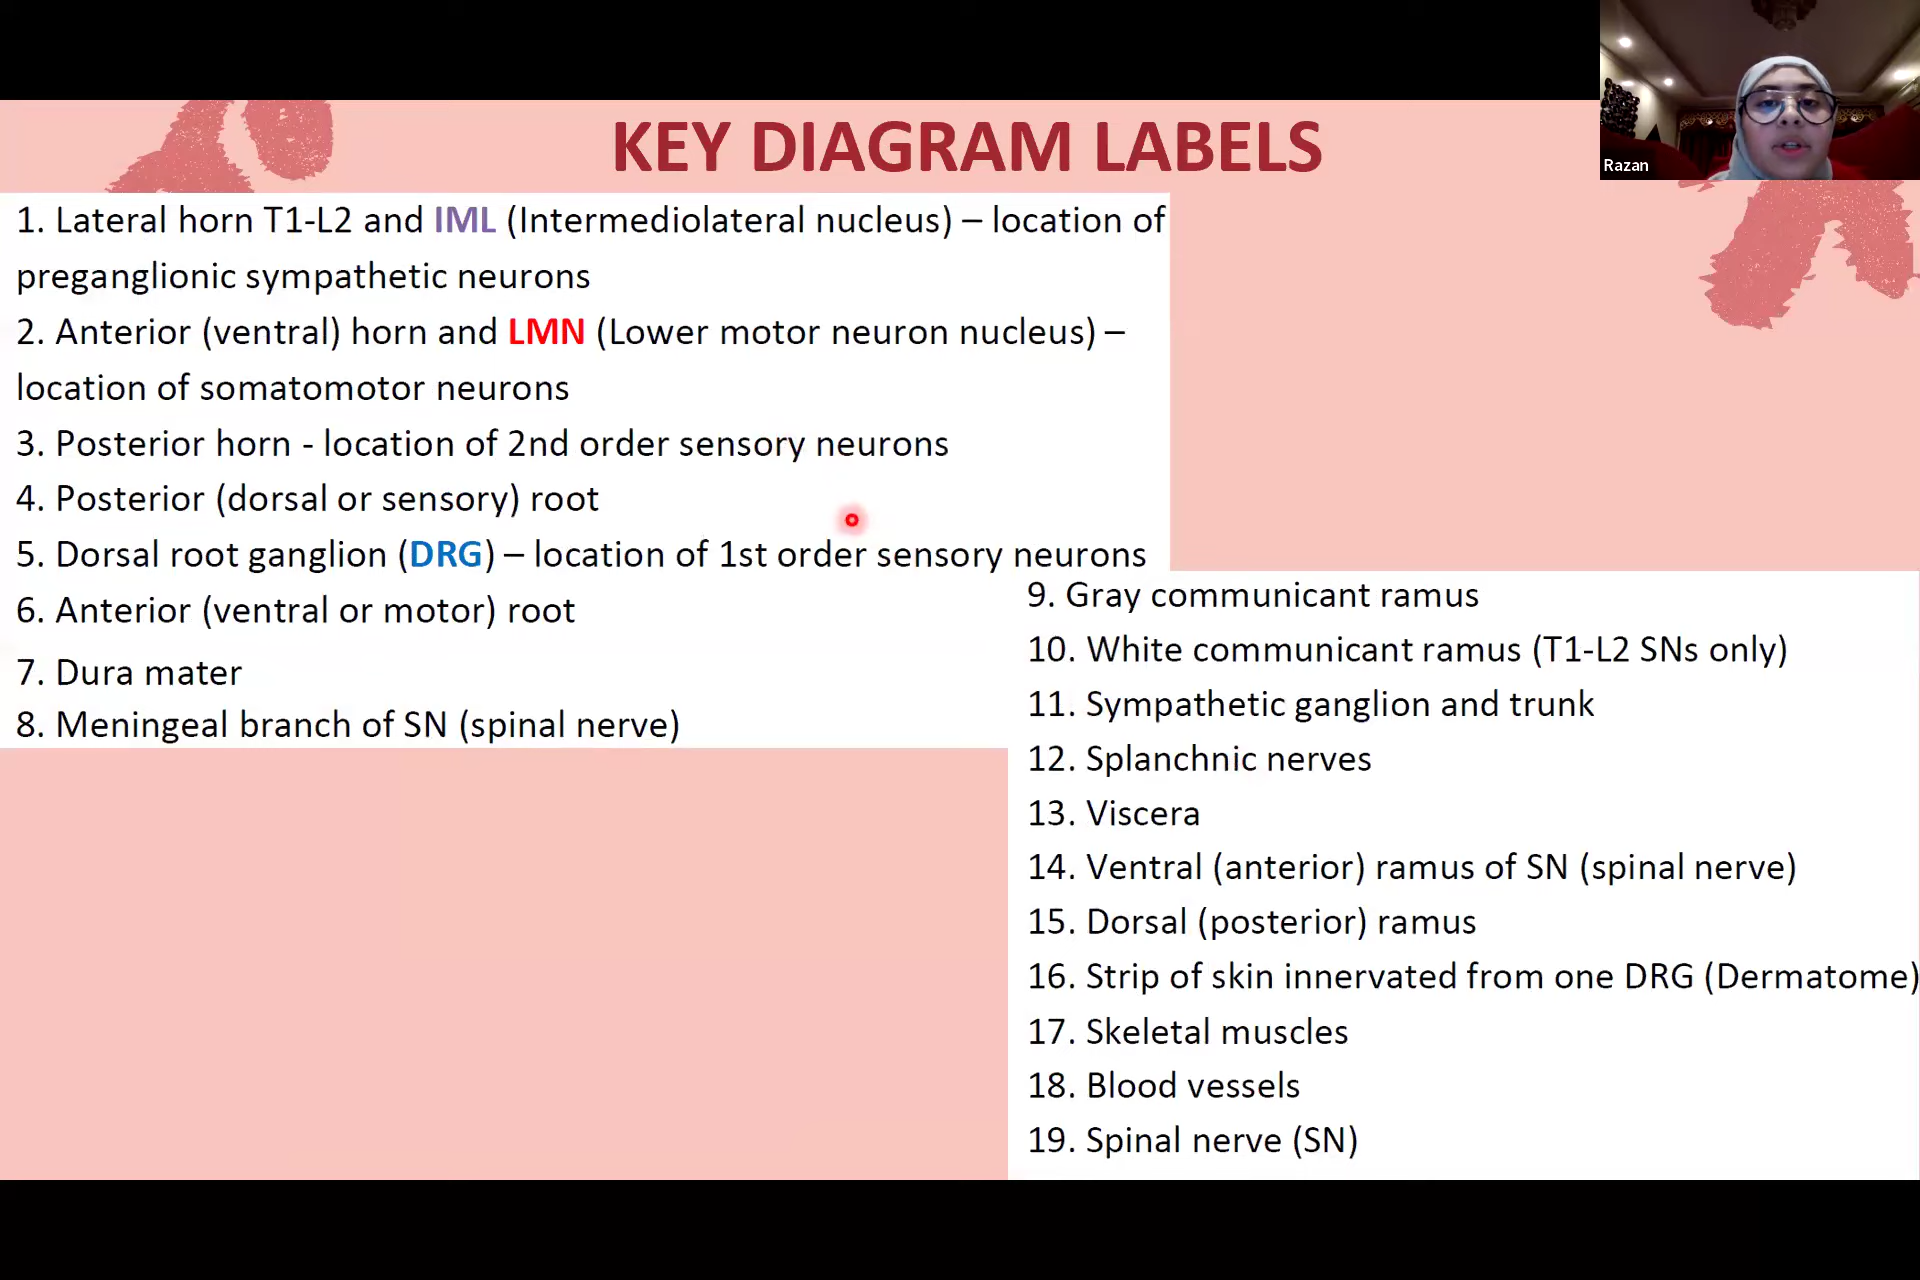 KEY DIAGRAM LABELS
Razan
1. Lateral horn T1-L2 and IML (Intermediolateral nucleus) – location of
preganglionic sympathetic neurons
2. Anterior (ventral) horn and LMN (Lower motor neuron nucleus) –
location of somatomotor neurons
3. Posterior horn - location of 2nd order sensory neurons
4. Posterior (dorsal or sensory) root
5. Dorsal root ganglion (DRG) – location of 1st order sensory neurons
6. Anterior (ventral or motor) root
7. Dura mater
8. Meningeal branch of SN (spinal nerve)
9. Gray communicant ramus
10. White communicant ramus (T1-L2 SNs only)
11. Sympathetic ganglion and trunk
12. Splanchnic nerves
13. Viscera
14. Ventral (anterior) ramus of SN (spinal nerve)
15. Dorsal (posterior) ramus
16. Strip of skin innervated from one DRG (Dermatome)
17. Skeletal muscles
18. Blood vessels
19. Spinal nerve (SN)